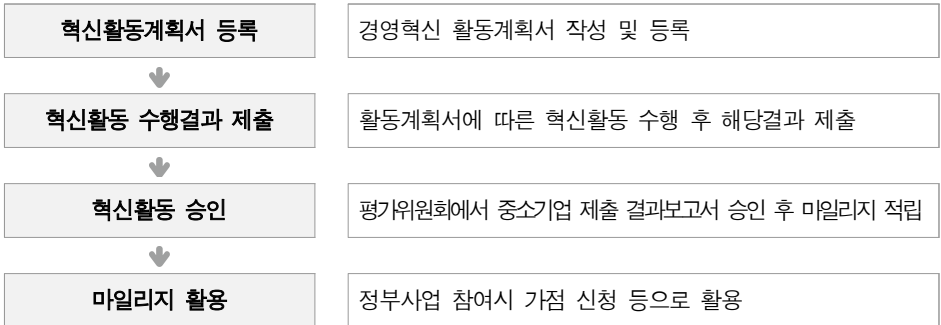 혁신활동계획서 등록
경영혁신 활동계획서 작성 및 등록
혁신활동 수행결과 제출
활동계획서에 따른 혁신활동 수행 후 해당결과 제출
혁신활동 승인
평가위원회에서 중소기업 제출 결과보고서 승인 후 마일리지 적립
마일리지 활용
정부사업 참여시 가점 신청 등으로 활용